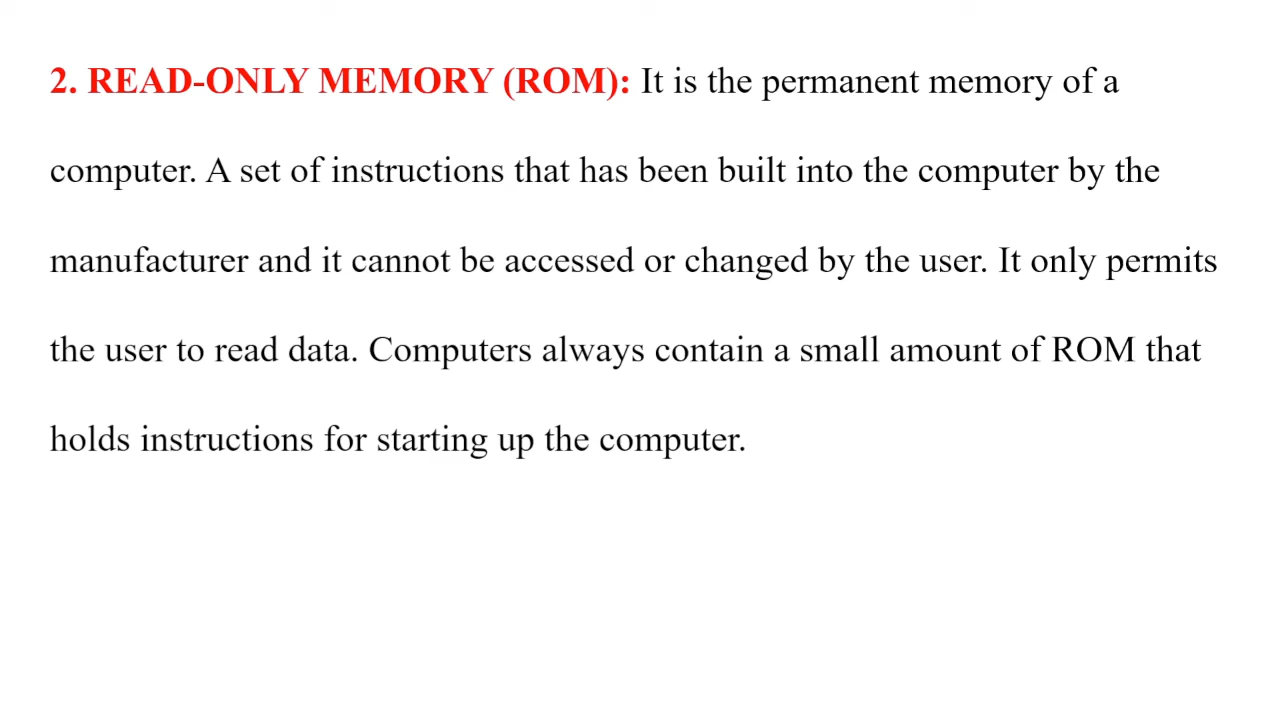 2. READ-ONLY MEMORY (ROM): It is the permanent memory of a
computer. A set of instructions that has been built into the computer by the
manufacturer and it cannot be accessed or changed by the user. It only permits
the user to read data. Computers always contain a small amount of ROM that
holds instructions for starting up the computer.